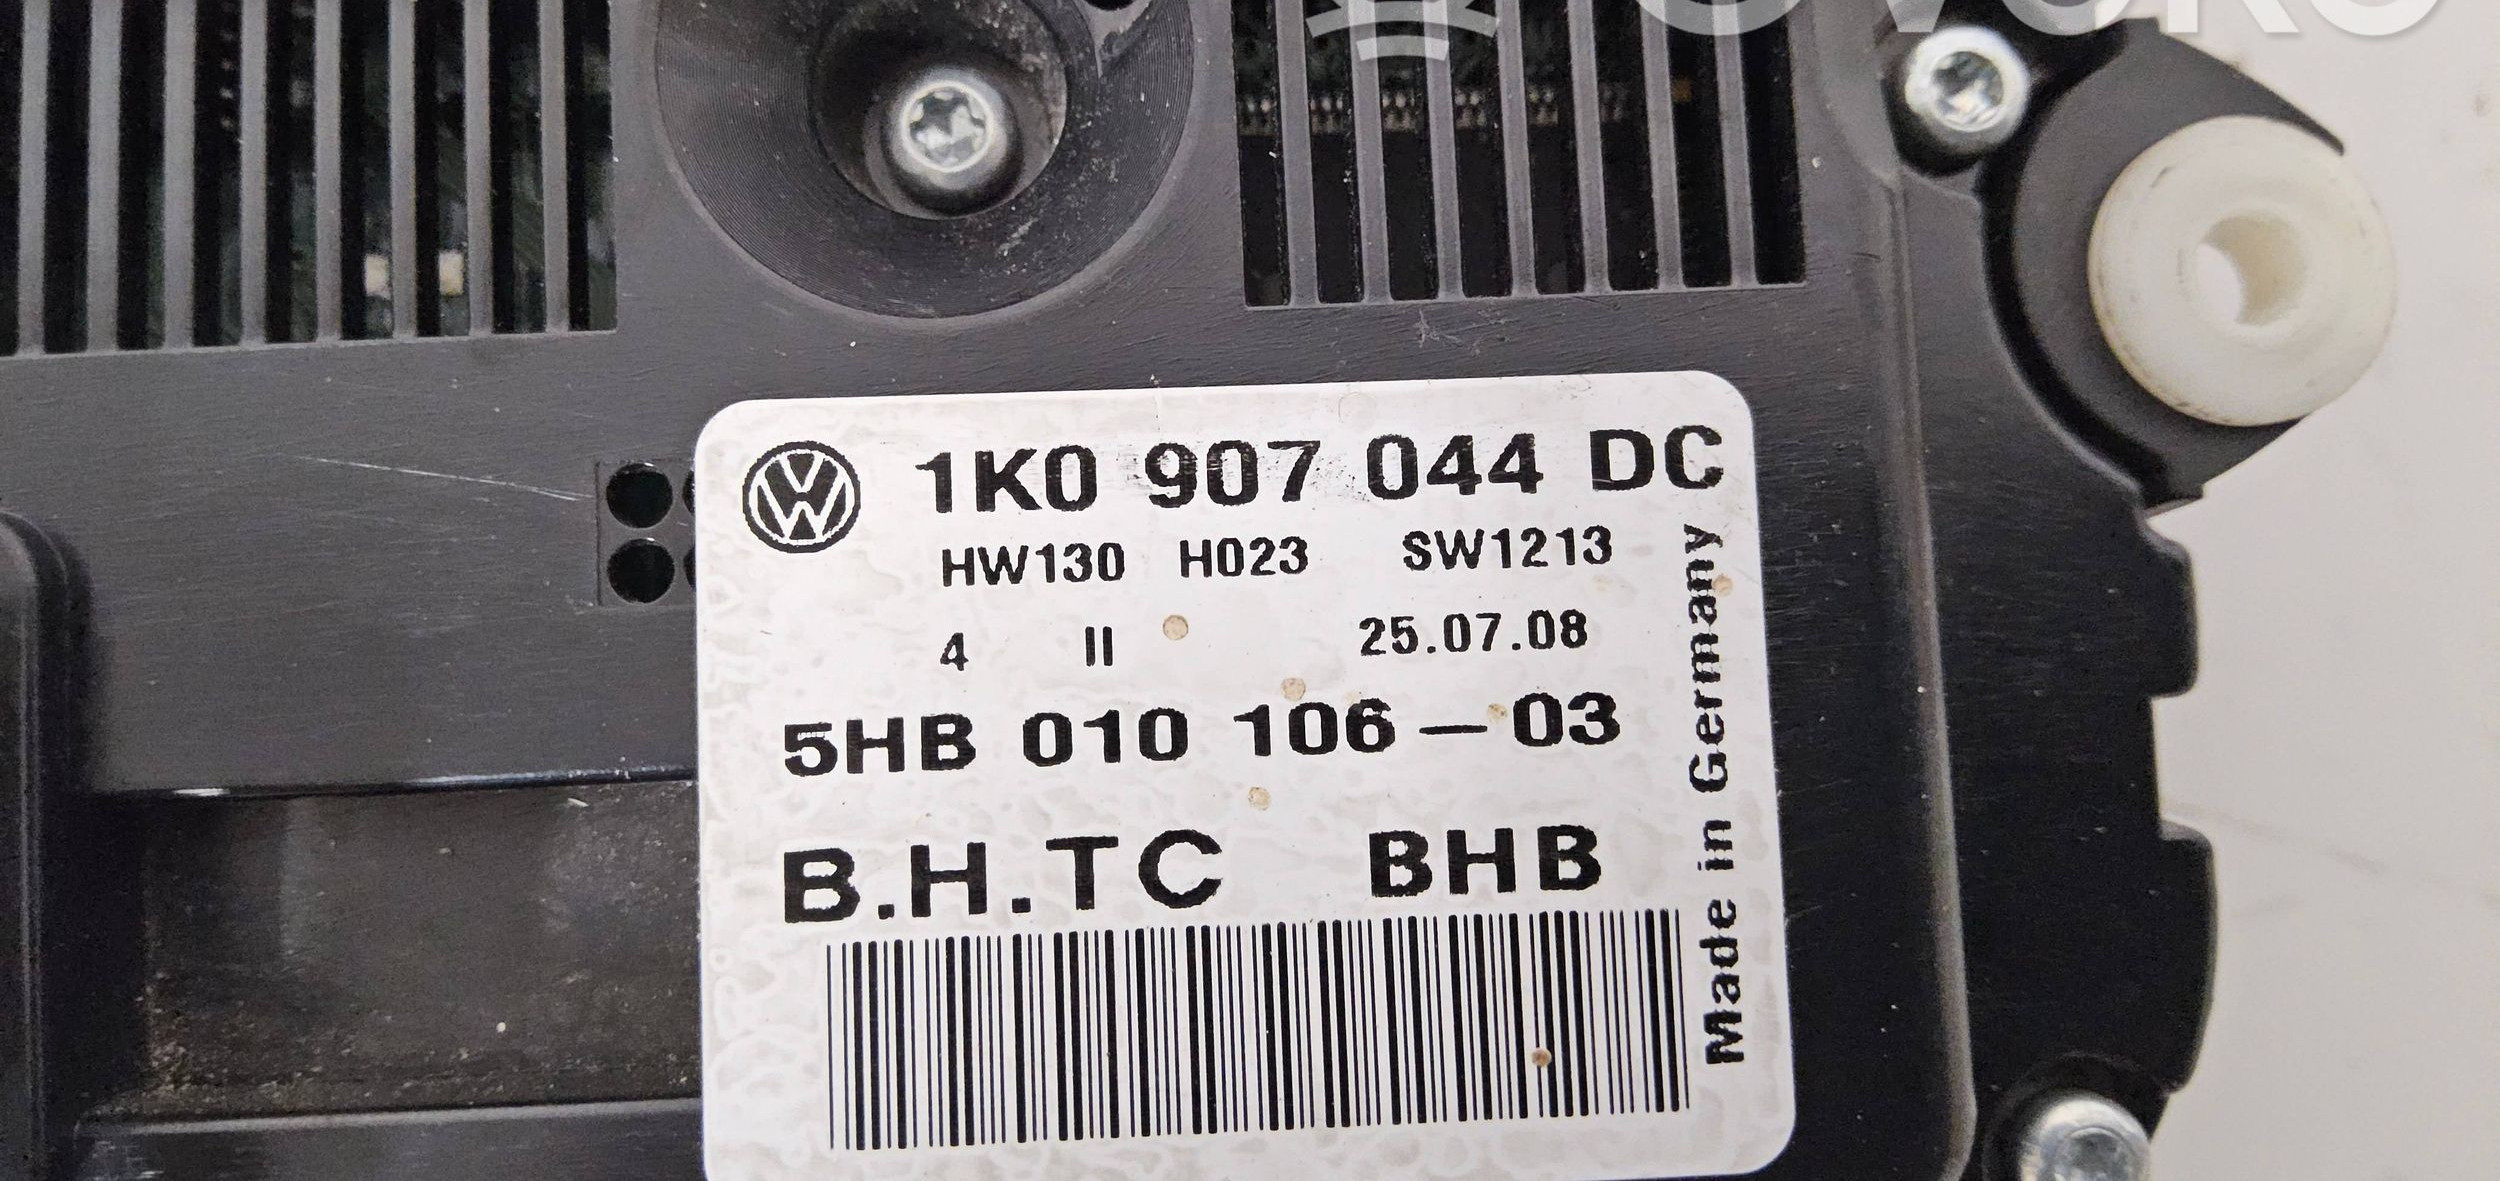 1K0 907 044 DC
HW130 H023 SW1213
4 II 25.07.08
5HB 010 106-03
B.H.TC BHB
Made in Germany